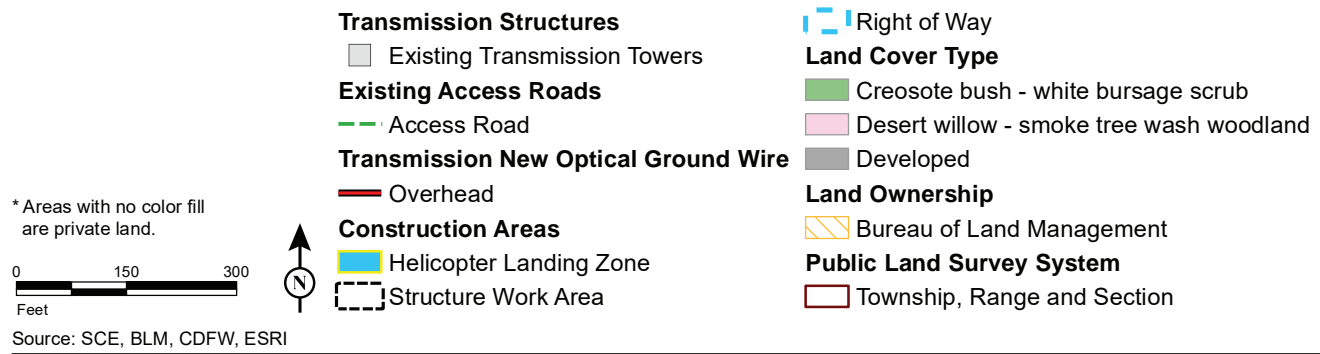 Transmission Structures
Existing Transmission Towers
Existing Access Roads
Access Road
Transmission New Optical Ground Wire
Overhead
Construction Areas
Helicopter Landing Zone
Structure Work Area
Right of Way
Land Cover Type
Creosote bush - white bursage scrub
Desert willow - smoke tree wash woodland
Developed
Land Ownership
Bureau of Land Management
Public Land Survey System
Township, Range and Section
* Areas with no color fill
are private land.
0 150 300
Feet
N
Source: SCE, BLM, CDFW, ESRI